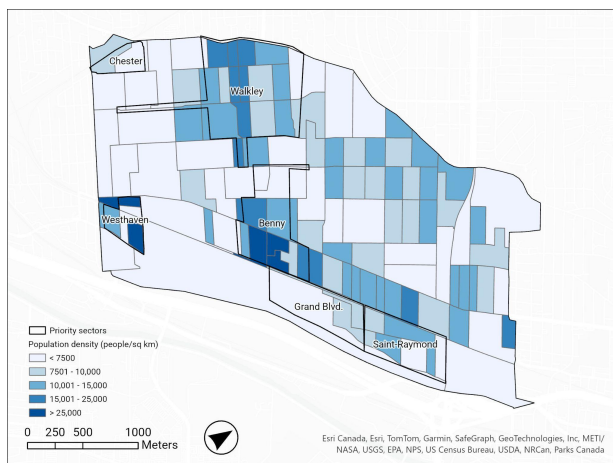 Chester
Walkley
Westhaven
Benny
Grand Blvd.
Saint-Raymond
Priority sectors
Population density (people/sq km)
< 7500
7501 - 10,000
10,001 - 15,000
15,001 - 25,000
> 25,000
0 250 500 1000
Meters
Esri Canada, Esri, TomTom, Garmin, SafeGraph, GeoTechnologies, Inc, METI/
NASA, USGS, EPA, NPS, US Census Bureau, USDA, NRCan, Parks Canada